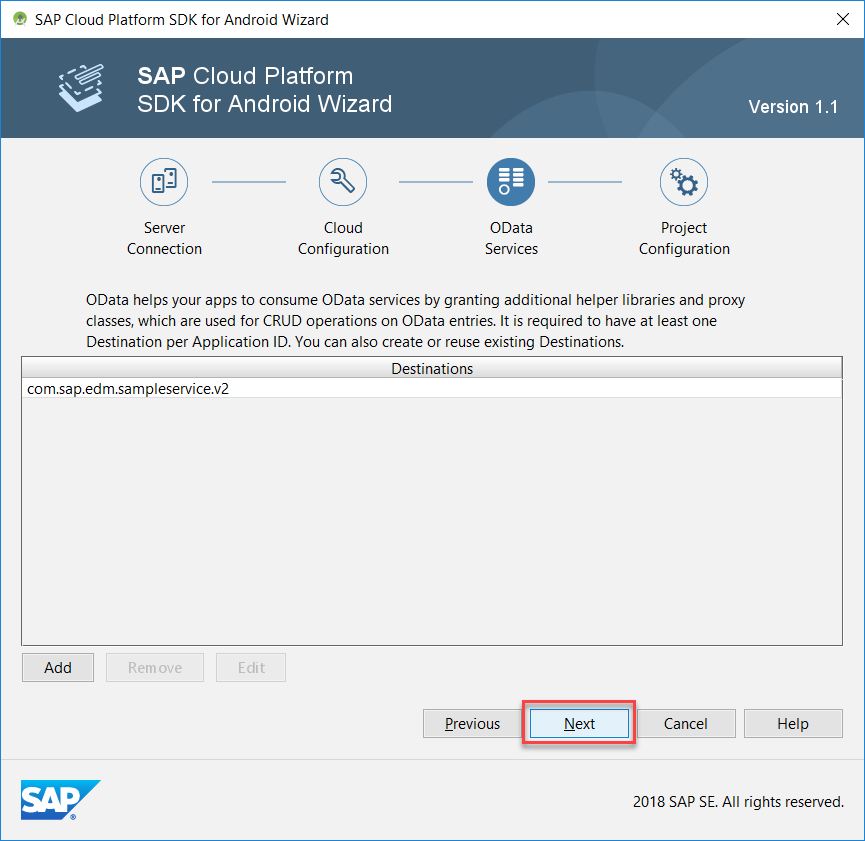 SAP Cloud Platform SDK for Android Wizard
SAP Cloud Platform
SDK for Android Wizard
Version 1.1
Server
Connection
Cloud
Configuration
OData
Services
Project
Configuration
OData helps your apps to consume OData services by granting additional helper libraries and proxy
classes, which are used for CRUD operations on OData entries. It is required to have at least one
Destination per Application ID. You can also create or reuse existing Destinations.
Destinations
com.sap.edm.sampleservice.v2
Add
Remove
Edit
Previous
Next
Cancel
Help
SAP®
2018 SAP SE. All rights reserved.